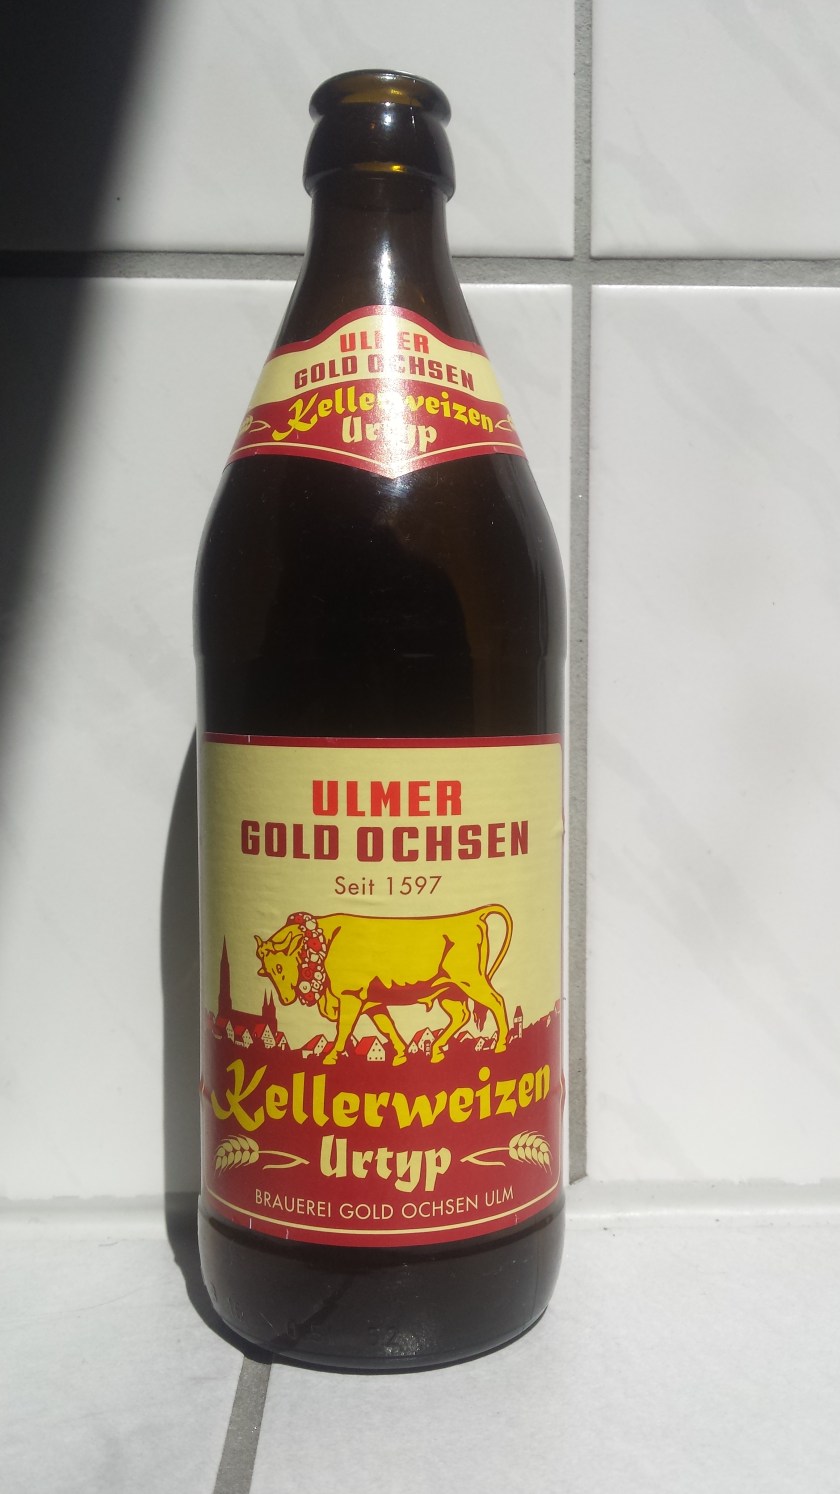 ULMER
GOLD OCHSEN
Kellerweizen
Urtyp
ULMER
GOLD OCHSEN
Seit 1597
Kellerweizen
Urtyp
BRAUEREI GOLD OCHSEN ULM